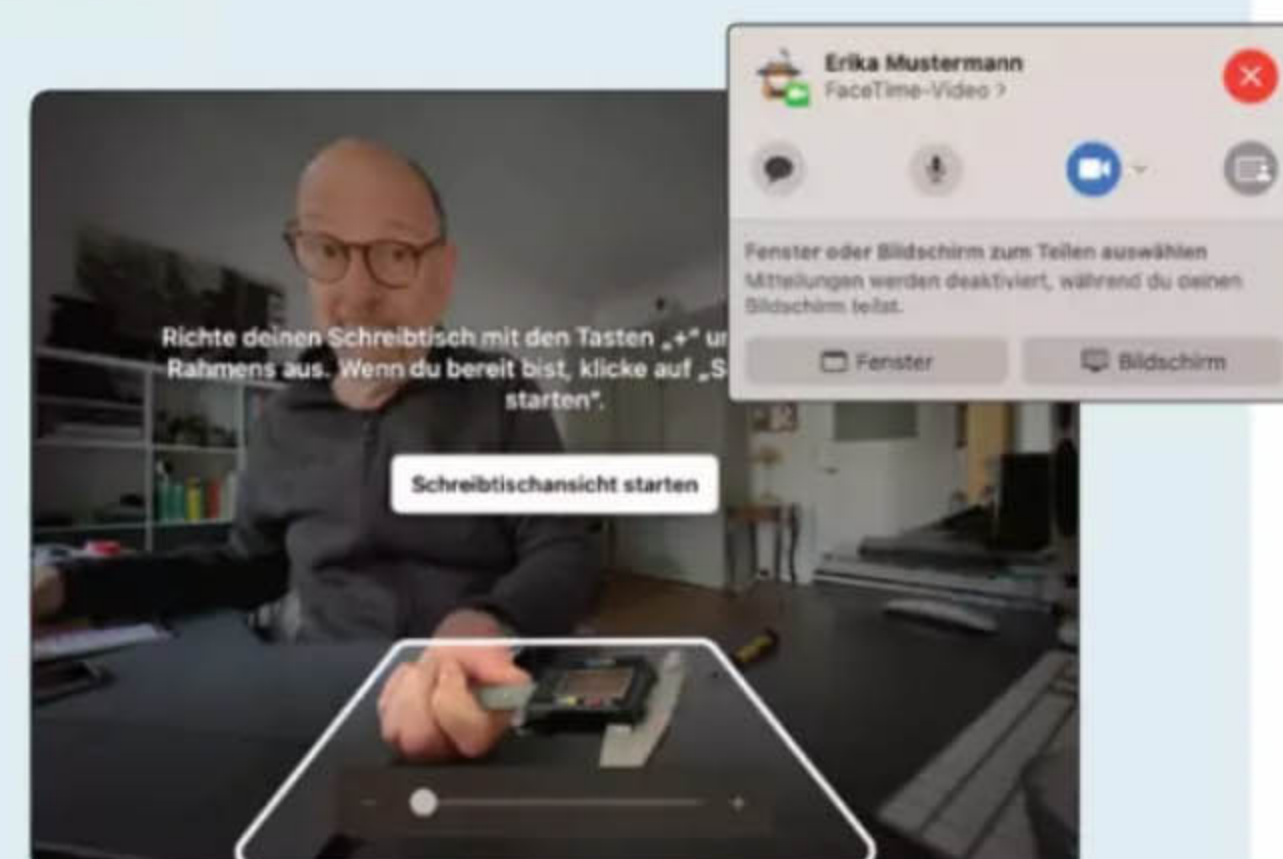 Erika Mustermann
FaceTime-Video >
Fenster oder Bildschirm zum Teilen auswählen
Mitteilungen werden deaktiviert, während du deinen
Bildschirm teilst.
Fenster
Bildschirm
Richte deinen Schreibtisch mit den Tasten „+“ un
Rahmens aus. Wenn du bereit bist, klicke auf „S
starten“.
Schreibtischansicht starten
− +